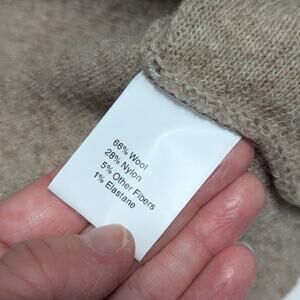 66% Wool
28% Nylon
5% Other Fibers
1% Elastane